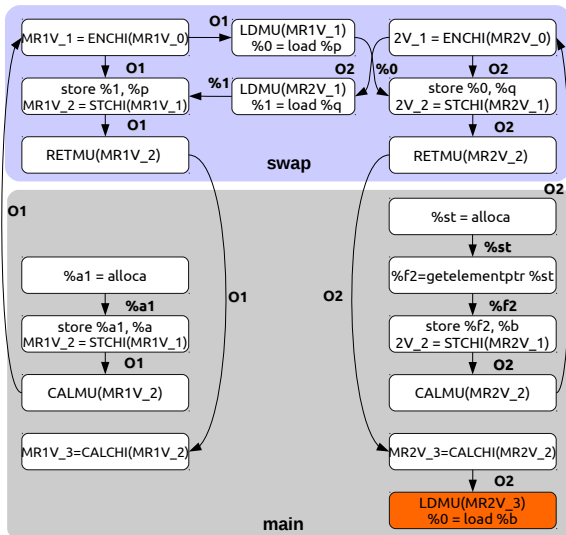 MR1V_1 = ENCHI(MR1V_0)
O1
LDMU(MR1V_1)
%0 = load %p
2V_1 = ENCHI(MR2V_0)
O1
O2
%0
O2
store %1, %p
MR1V_2 = STCHI(MR1V_1)
%1
LDMU(MR2V_1)
%1 = load %q
store %0, %q
2V_2 = STCHI(MR2V_1)
O1
O2
RETMU(MR1V_2)
swap
RETMU(MR2V_2)
O1
O2
%st = alloca
%st
%a1 = alloca
%f2=getelementptr %st
%a1
O1
O2
%f2
store %a1, %a
MR1V_2 = STCHI(MR1V_1)
store %f2, %b
2V_2 = STCHI(MR2V_1)
O1
O2
CALMU(MR1V_2)
CALMU(MR2V_2)
MR1V_3=CALCHI(MR1V_2)
MR2V_3=CALCHI(MR2V_2)
O2
LDMU(MR2V_3)
%0 = load %b
main